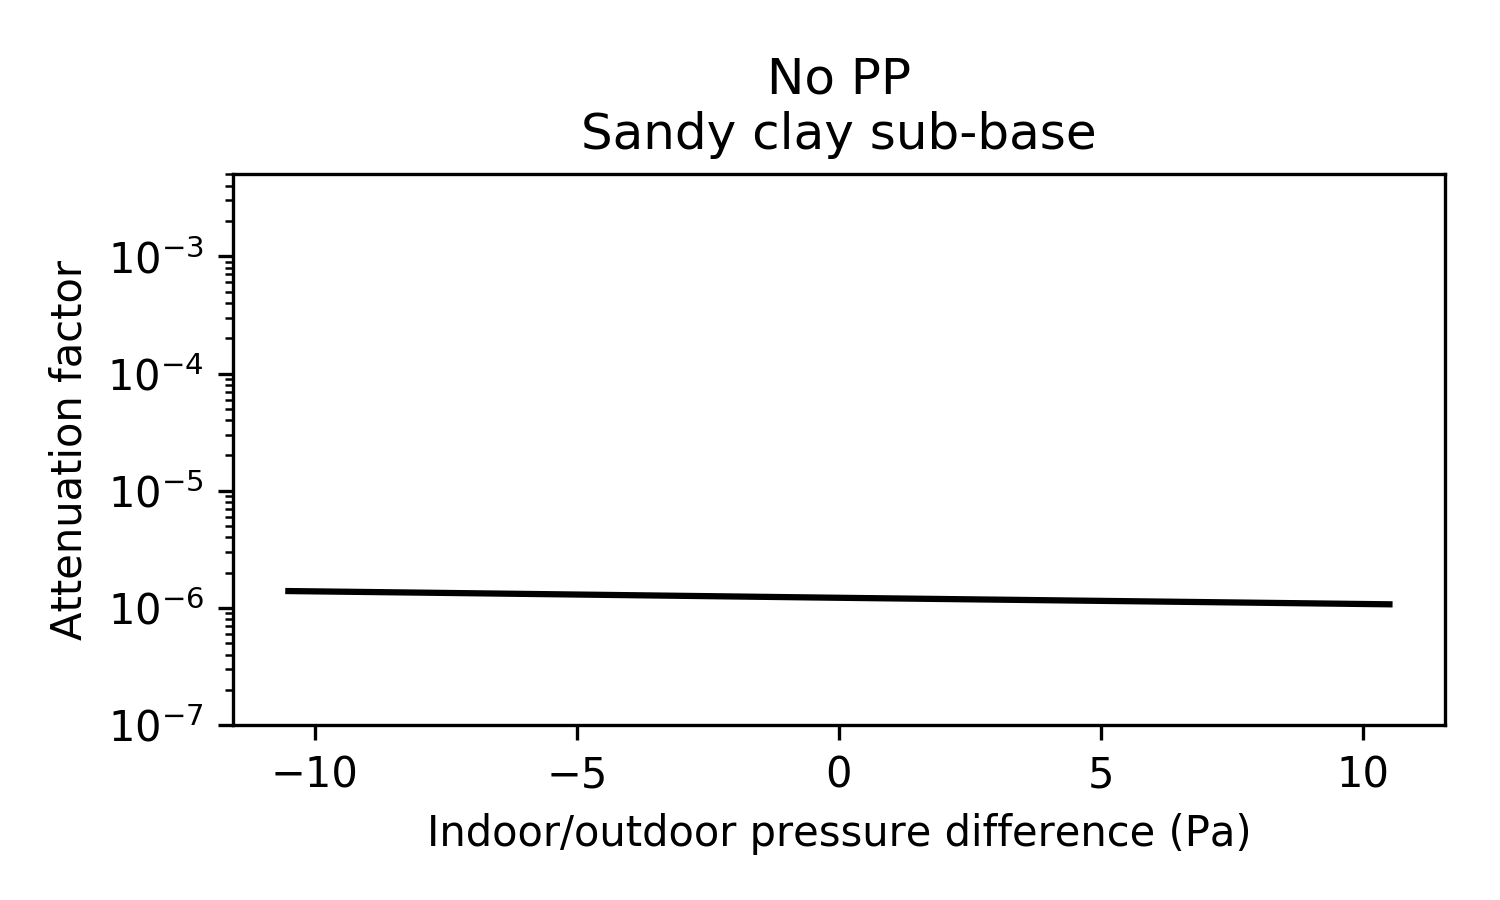 No PP
Sandy clay sub-base
Attenuation factor
10⁻³
10⁻⁴
10⁻⁵
10⁻⁶
10⁻⁷
−10 −5 0 5 10
Indoor/outdoor pressure difference (Pa)